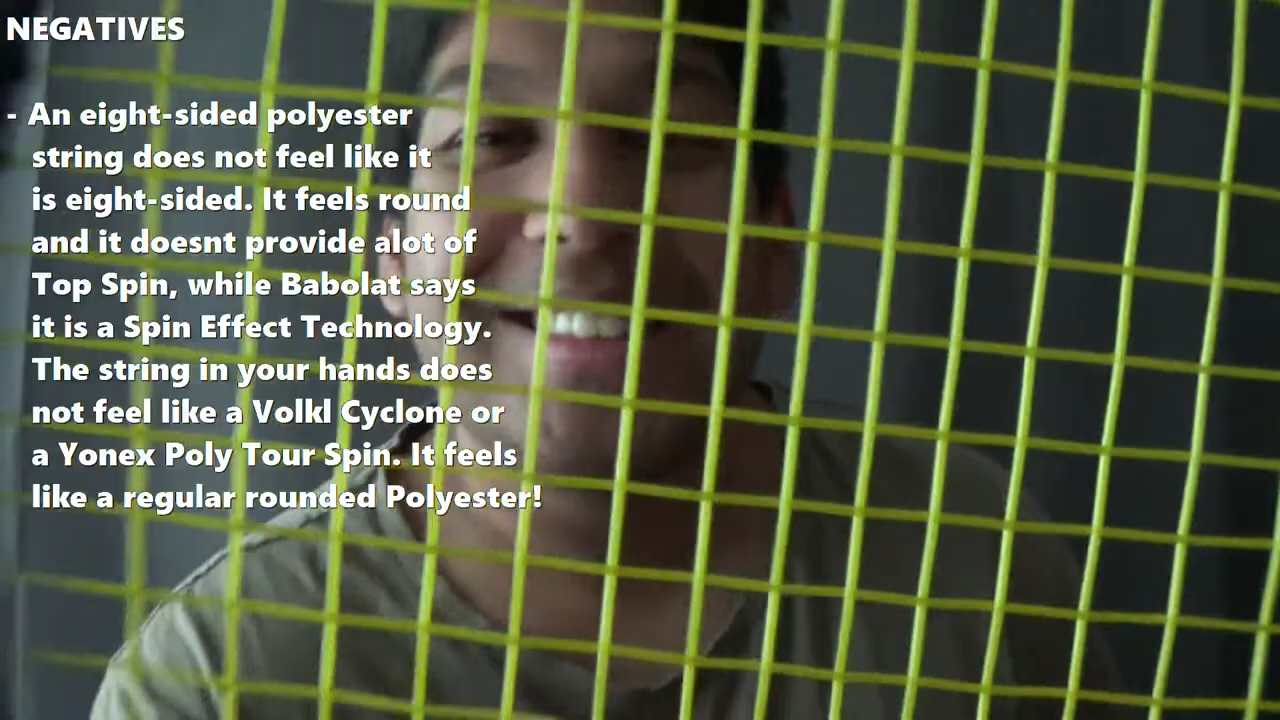 NEGATIVES
- An eight-sided polyester
string does not feel like it
is eight-sided. It feels round
and it doesnt provide alot of
Top Spin, while Babolat says
it is a Spin Effect Technology.
The string in your hands does
not feel like a Volkl Cyclone or
a Yonex Poly Tour Spin. It feels
like a regular rounded Polyester!